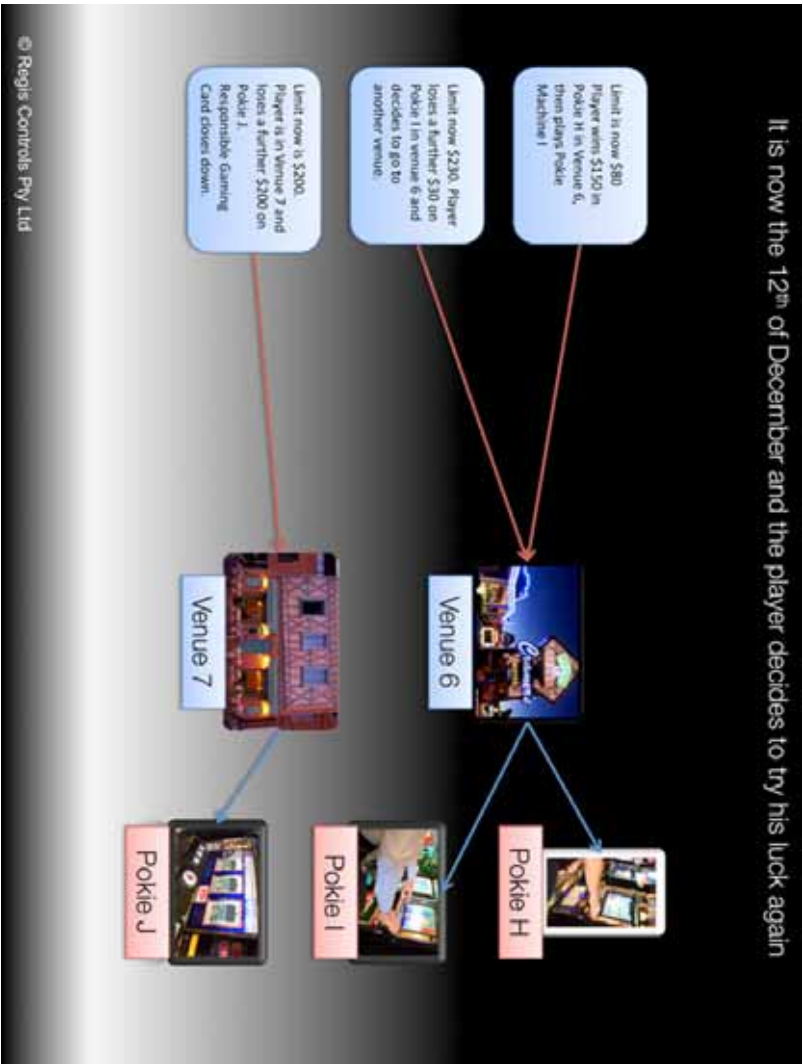 It is now the 12th of December and the player decides to try his luck again
Limit is now $80
Player wins $150 in
Pokie H in Venue 6,
then plays Pokie
Machine I
Limit now $230. Player
loses a further $30 on
Pokie I in venue 6 and
decides to go to
another venue.
Limit now is $200.
Player is in Venue 7 and
loses a further $200 on
Pokie J.
Responsible Gaming
Card closes down.
Venue 6
Venue 7
Pokie H
Pokie I
Pokie J
© Regis Controls Pty Ltd